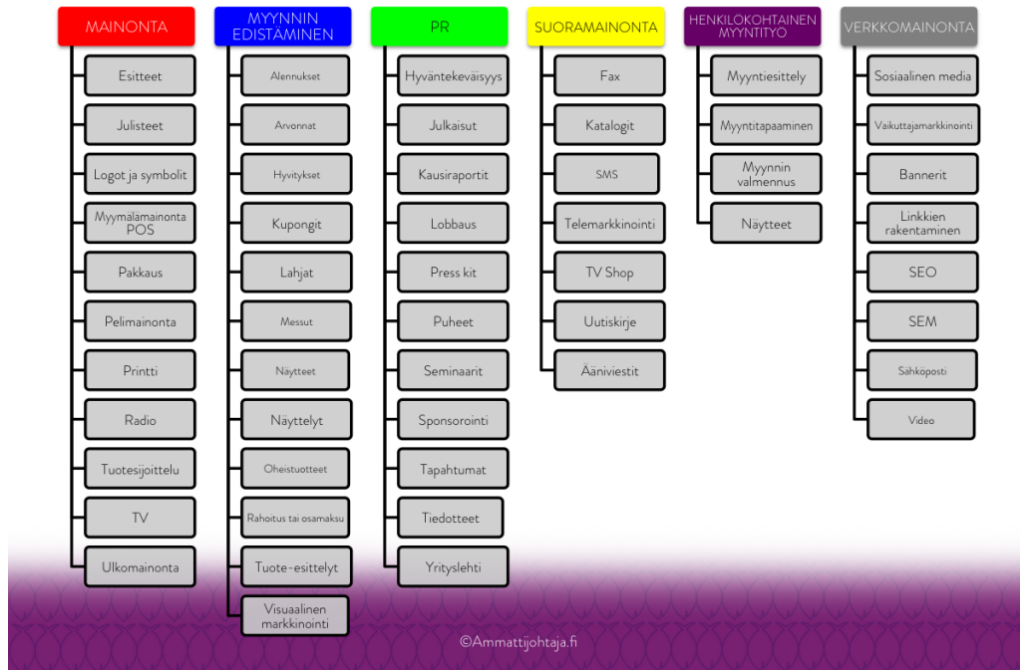 MAINONTA
Esitteet
Julisteet
Logot ja symbolit
Myymälämainonta
POS
Pakkaus
Pelimainonta
Printti
Radio
Tuotesijoittelu
TV
Ulkomainonta
MYYNNIN
EDISTÄMINEN
Alennukset
Arvonnat
Hyvitykset
Kupongit
Lahjat
Messut
Näytteet
Näyttelyt
Oheistuotteet
Rahoitus tai osamaksu
Tuote-esittelyt
Visuaalinen
markkinointi
PR
Hyväntekeväisyys
Julkaisut
Kausiraportit
Lobbaus
Press kit
Puheet
Seminaarit
Sponsorointi
Tapahtumat
Tiedotteet
Yrityslehti
SUORAMAINONTA
Fax
Katalogit
SMS
Telemarkkinointi
TV Shop
Uutiskirje
Ääniviestit
HENKILÖKOHTAINEN
MYYNTITYÖ
Myyntiesittely
Myyntitapaaminen
Myynnin
valmennus
Näytteet
VERKKOMAINONTA
Sosiaalinen media
Vaikuttajamarkkinointi
Bannerit
Linkkien
rakentaminen
SEO
SEM
Sähköposti
Video
©Ammattijohtaja.fi